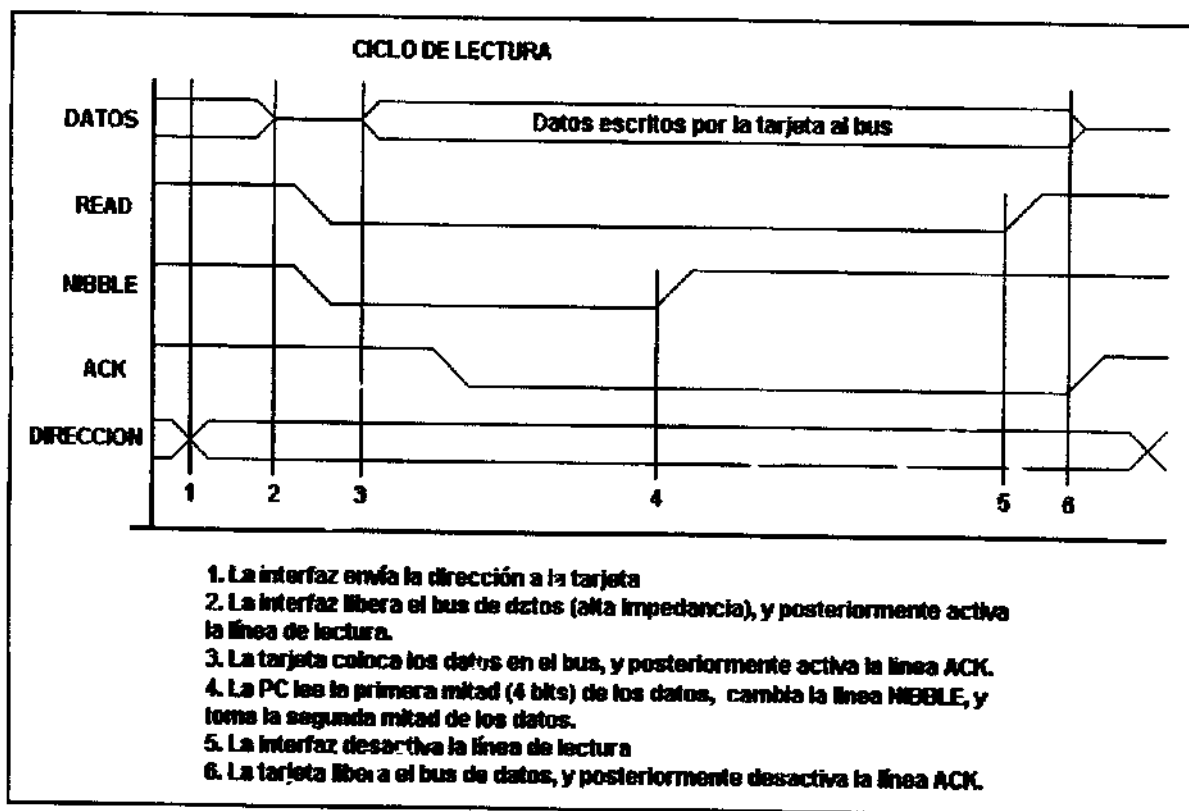 CICLO DE LECTURA
DATOS
Datos escritos por la tarjeta al bus
READ
NIBBLE
ACK
DIRECCION
1 2 3 4 5 6
1. La interfaz envía la dirección a la tarjeta
2. La interfaz libera el bus de datos (alta impedancia), y posteriormente activa
la línea de lectura.
3. La tarjeta coloca los datos en el bus, y posteriormente activa la línea ACK.
4. La PC lee la primera mitad (4 bits) de los datos, cambia la línea NIBBLE, y
toma la segunda mitad de los datos.
5. La interfaz desactiva la línea de lectura
6. La tarjeta libera el bus de datos, y posteriormente desactiva la línea ACK.